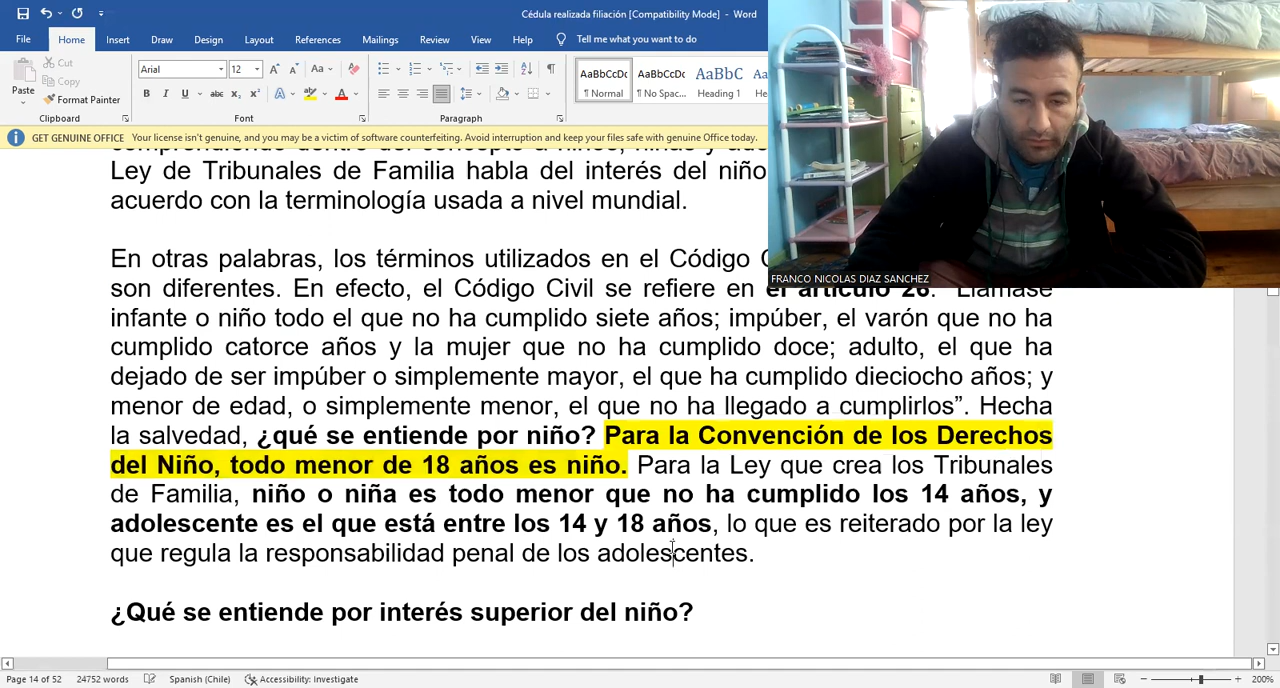 Cédula realizada filiación [Compatibility Mode] - Word
File Home Insert Draw Design Layout References Mailings Review View Help Tell me what you want to do
Paste Cut Copy Format Painter
Arial 12
AaBbCcDc AaBbCcDc AaBbC
¶ Normal ¶ No Spac... Heading 1
Clipboard Font Paragraph
GET GENUINE OFFICE Your license isn't genuine, and you may be a victim of software counterfeiting. Avoid interruption and keep your files safe with genuine Office today.
Ley de Tribunales de Familia habla del interés del niño
acuerdo con la terminología usada a nivel mundial.
En otras palabras, los términos utilizados en el Código
FRANCO NICOLAS DIAZ SANCHEZ
son diferentes. En efecto, el Código Civil se refiere en el artículo 26: “Llámase
infante o niño todo el que no ha cumplido siete años; impúber, el varón que no ha
cumplido catorce años y la mujer que no ha cumplido doce; adulto, el que ha
dejado de ser impúber o simplemente mayor, el que ha cumplido dieciocho años; y
menor de edad, o simplemente menor, el que no ha llegado a cumplirlos”. Hecha
la salvedad, ¿qué se entiende por niño? Para la Convención de los Derechos
del Niño, todo menor de 18 años es niño. Para la Ley que crea los Tribunales
de Familia, niño o niña es todo menor que no ha cumplido los 14 años, y
adolescente es el que está entre los 14 y 18 años, lo que es reiterado por la ley
que regula la responsabilidad penal de los adolescentes.
¿Qué se entiende por interés superior del niño?
Page 14 of 52 24752 words Spanish (Chile) Accessibility: Investigate 200%